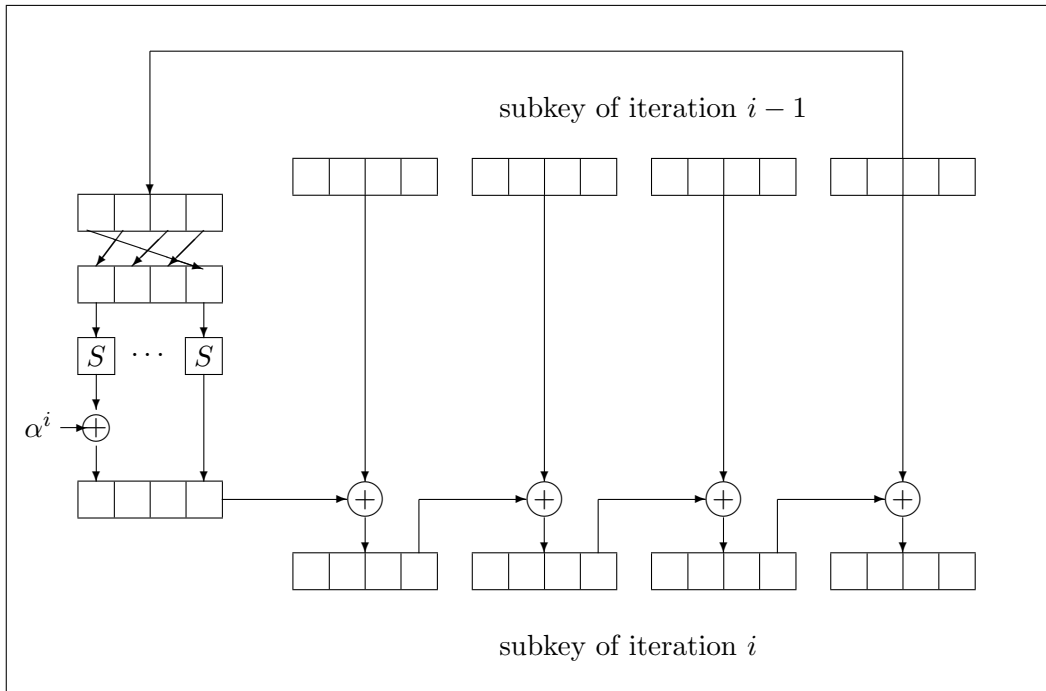 subkey of iteration i − 1
S ⋯ S
α^i
subkey of iteration i